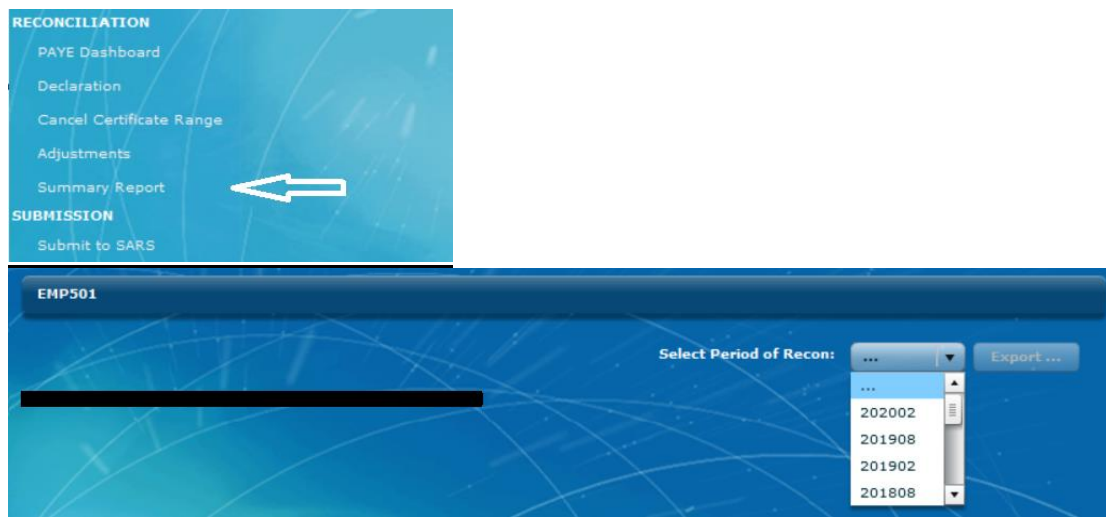 RECONCILIATION
PAYE Dashboard
Declaration
Cancel Certificate Range
Adjustments
Summary Report
SUBMISSION
Submit to SARS
EMP501
Select Period of Recon: ... Export ...
...
202002
201908
201902
201808